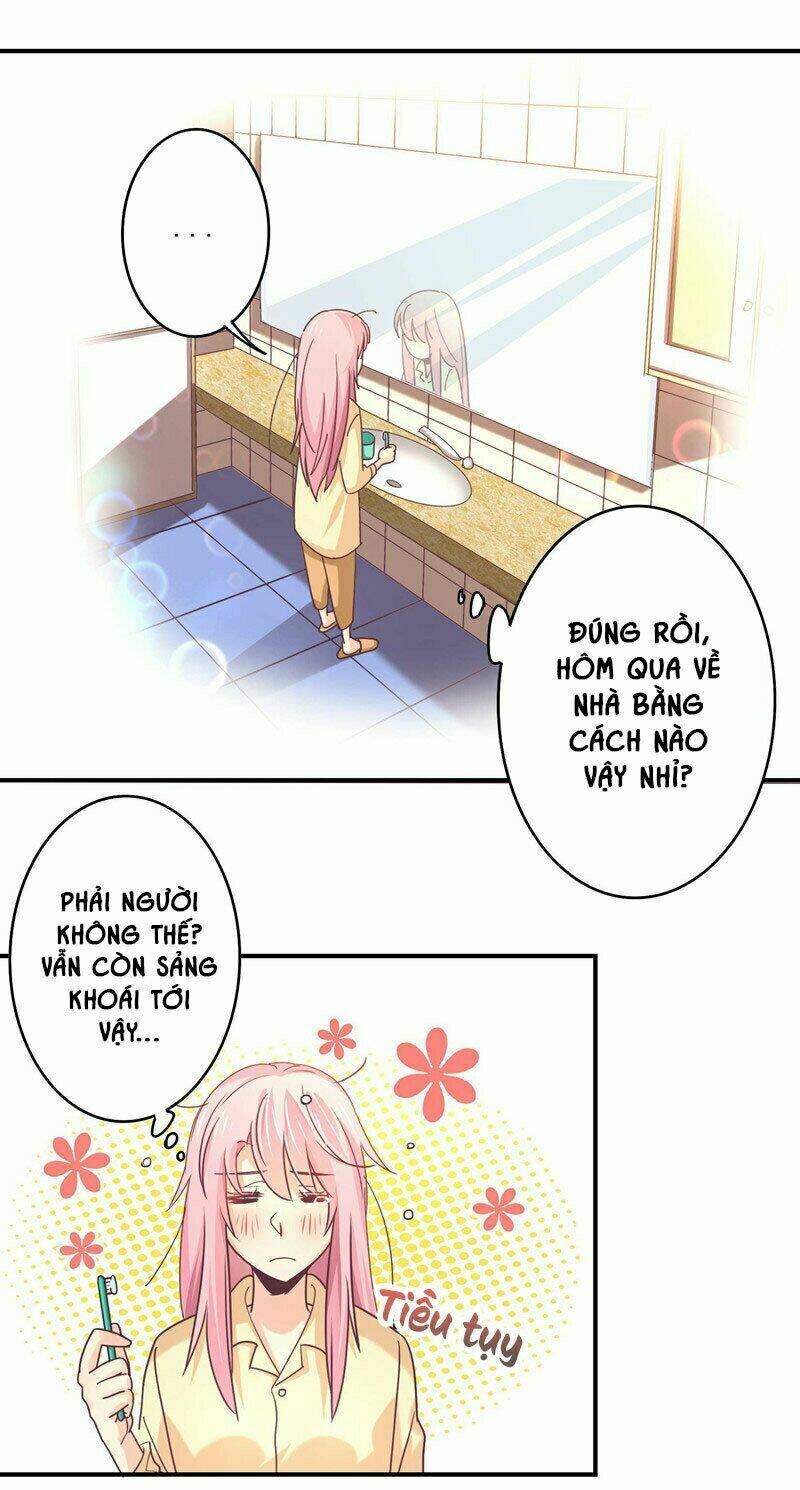 ...
ĐÚNG RỒI,
HÔM QUA VỀ
NHÀ BẰNG
CÁCH NÀO
VẬY NHỈ?
PHẢI NGƯỜI
KHÔNG THẾ?
VẪN CÒN SẢNG
KHOÁI TỚI
VẬY...
Tiều tụy